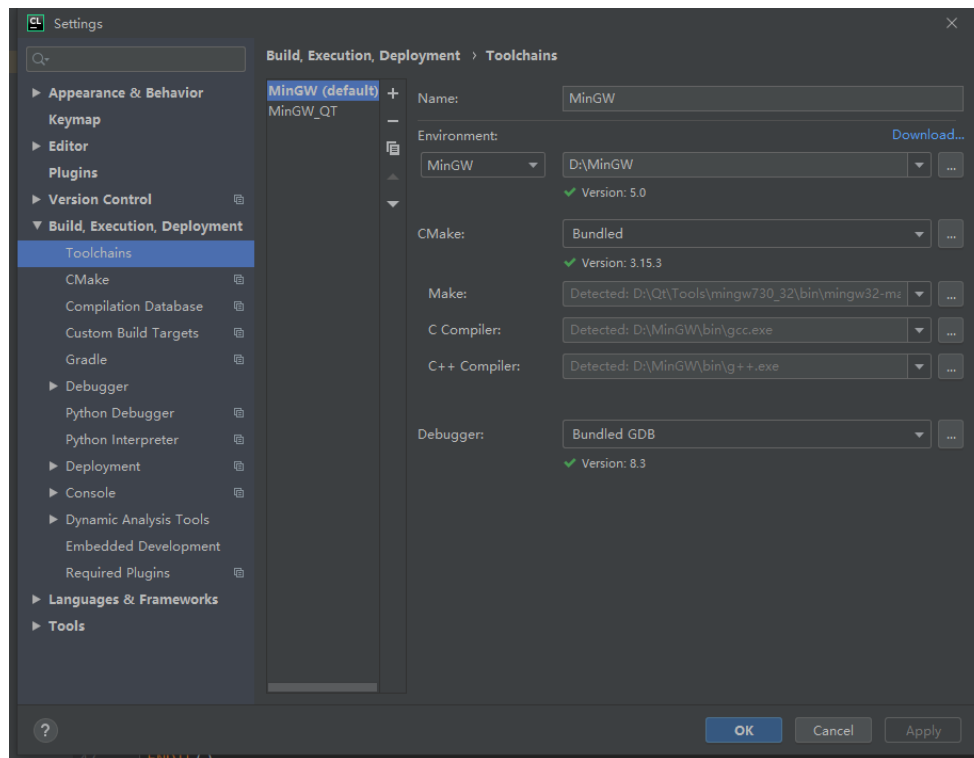 CL Settings
Build, Execution, Deployment › Toolchains
Appearance & Behavior
Keymap
Editor
Plugins
Version Control
Build, Execution, Deployment
Toolchains
CMake
Compilation Database
Custom Build Targets
Gradle
Debugger
Python Debugger
Python Interpreter
Deployment
Console
Dynamic Analysis Tools
Embedded Development
Required Plugins
Languages & Frameworks
Tools
MinGW (default)
MinGW_QT
Name: MinGW
Environment: Download...
MinGW D:\MinGW ...
Version: 5.0
CMake: Bundled ...
Version: 3.15.3
Make: Detected: D:\Qt\Tools\mingw730_32\bin\mingw32-ma ...
C Compiler: Detected: D:\MinGW\bin\gcc.exe ...
C++ Compiler: Detected: D:\MinGW\bin\g++.exe ...
Debugger: Bundled GDB ...
Version: 8.3
? OK Cancel Apply